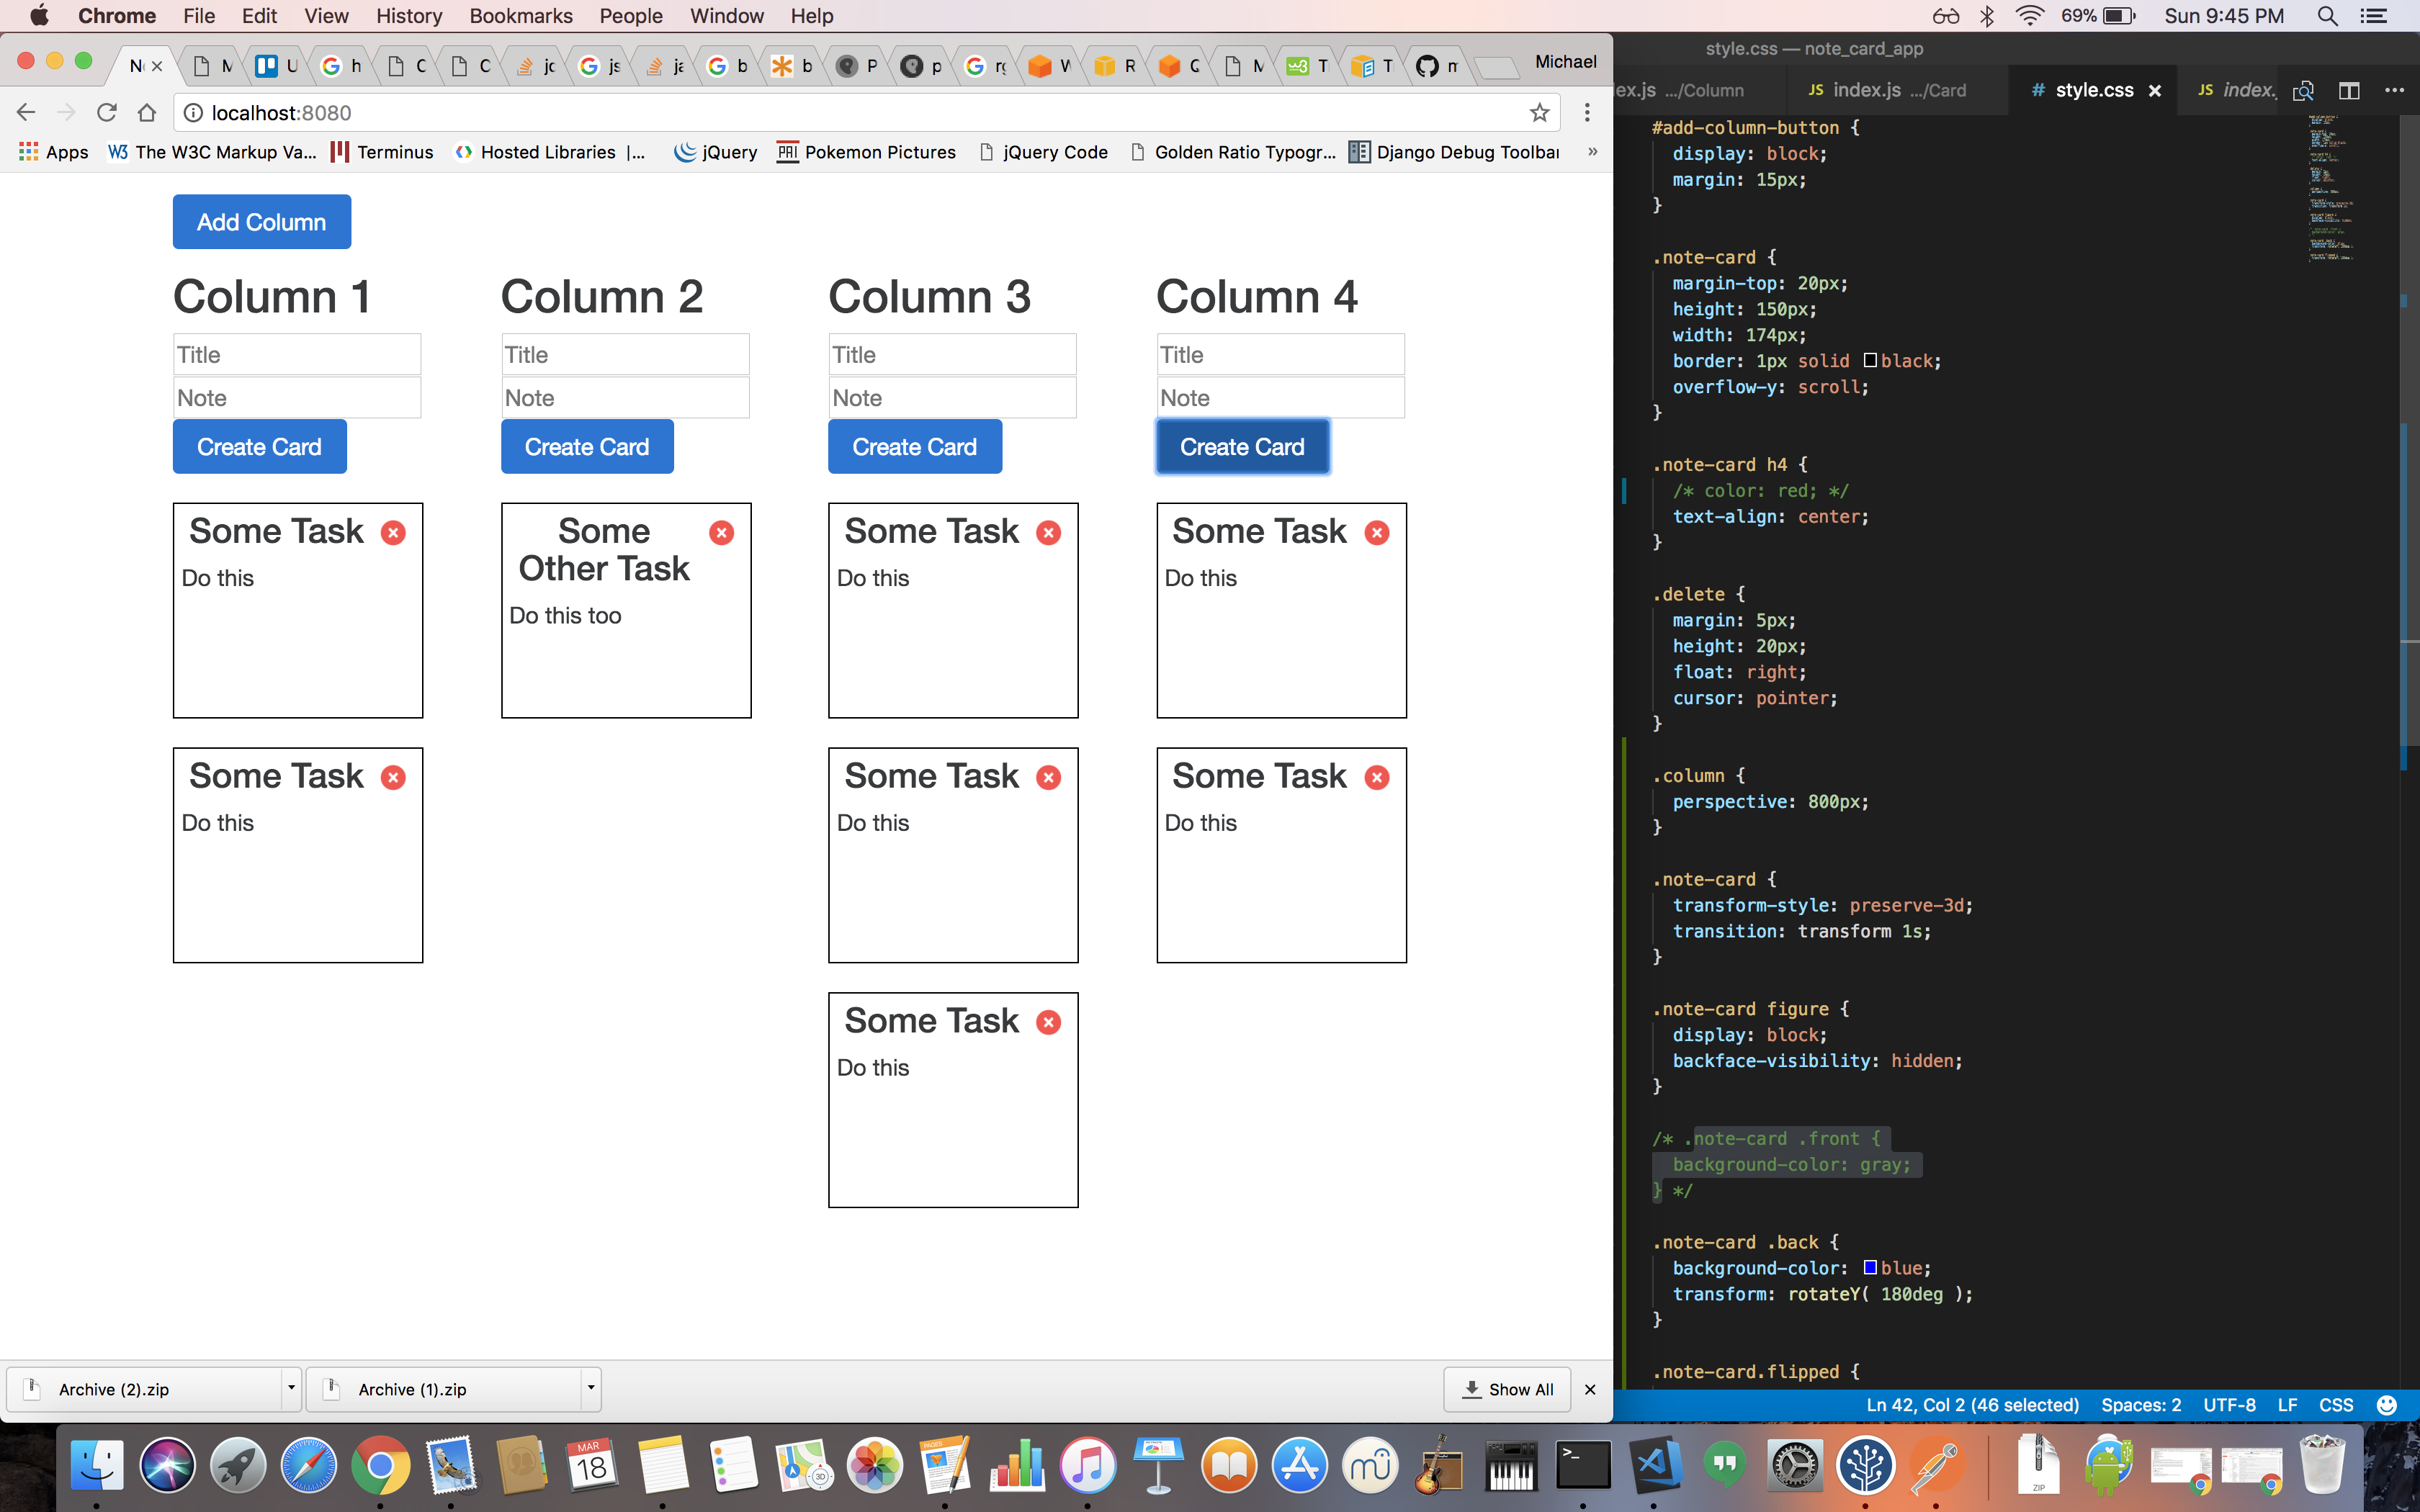 Chrome File Edit View History Bookmarks People Window Help 69% Sun 9:45 PM
Michael
localhost:8080
Apps W3 The W3C Markup Va... Terminus Hosted Libraries |... jQuery PRI Pokemon Pictures jQuery Code Golden Ratio Typogr... Django Debug Toolbar »
Add Column
Column 1 Column 2 Column 3 Column 4
Title Title Title Title
Note Note Note Note
Create Card Create Card Create Card Create Card
Some Task Some Some Task Some Task
Other Task
Do this Do this Do this
Do this too
Some Task Some Task Some Task
Do this Do this Do this
Some Task
Do this
Archive (2).zip Archive (1).zip Show All
style.css — note_card_app
ex.js .../Column JS index.js .../Card # style.css JS index.
#add-column-button {
display: block;
margin: 15px;
}
.note-card {
margin-top: 20px;
height: 150px;
width: 174px;
border: 1px solid black;
overflow-y: scroll;
}
.note-card h4 {
/* color: red; */
text-align: center;
}
.delete {
margin: 5px;
height: 20px;
float: right;
cursor: pointer;
}
.column {
perspective: 800px;
}
.note-card {
transform-style: preserve-3d;
transition: transform 1s;
}
.note-card figure {
display: block;
backface-visibility: hidden;
}
/* .note-card .front {
background-color: gray;
} */
.note-card .back {
background-color: blue;
transform: rotateY( 180deg );
}
.note-card.flipped {
Ln 42, Col 2 (46 selected) Spaces: 2 UTF-8 LF CSS
MAR
18
PAGES
3D
ZIP